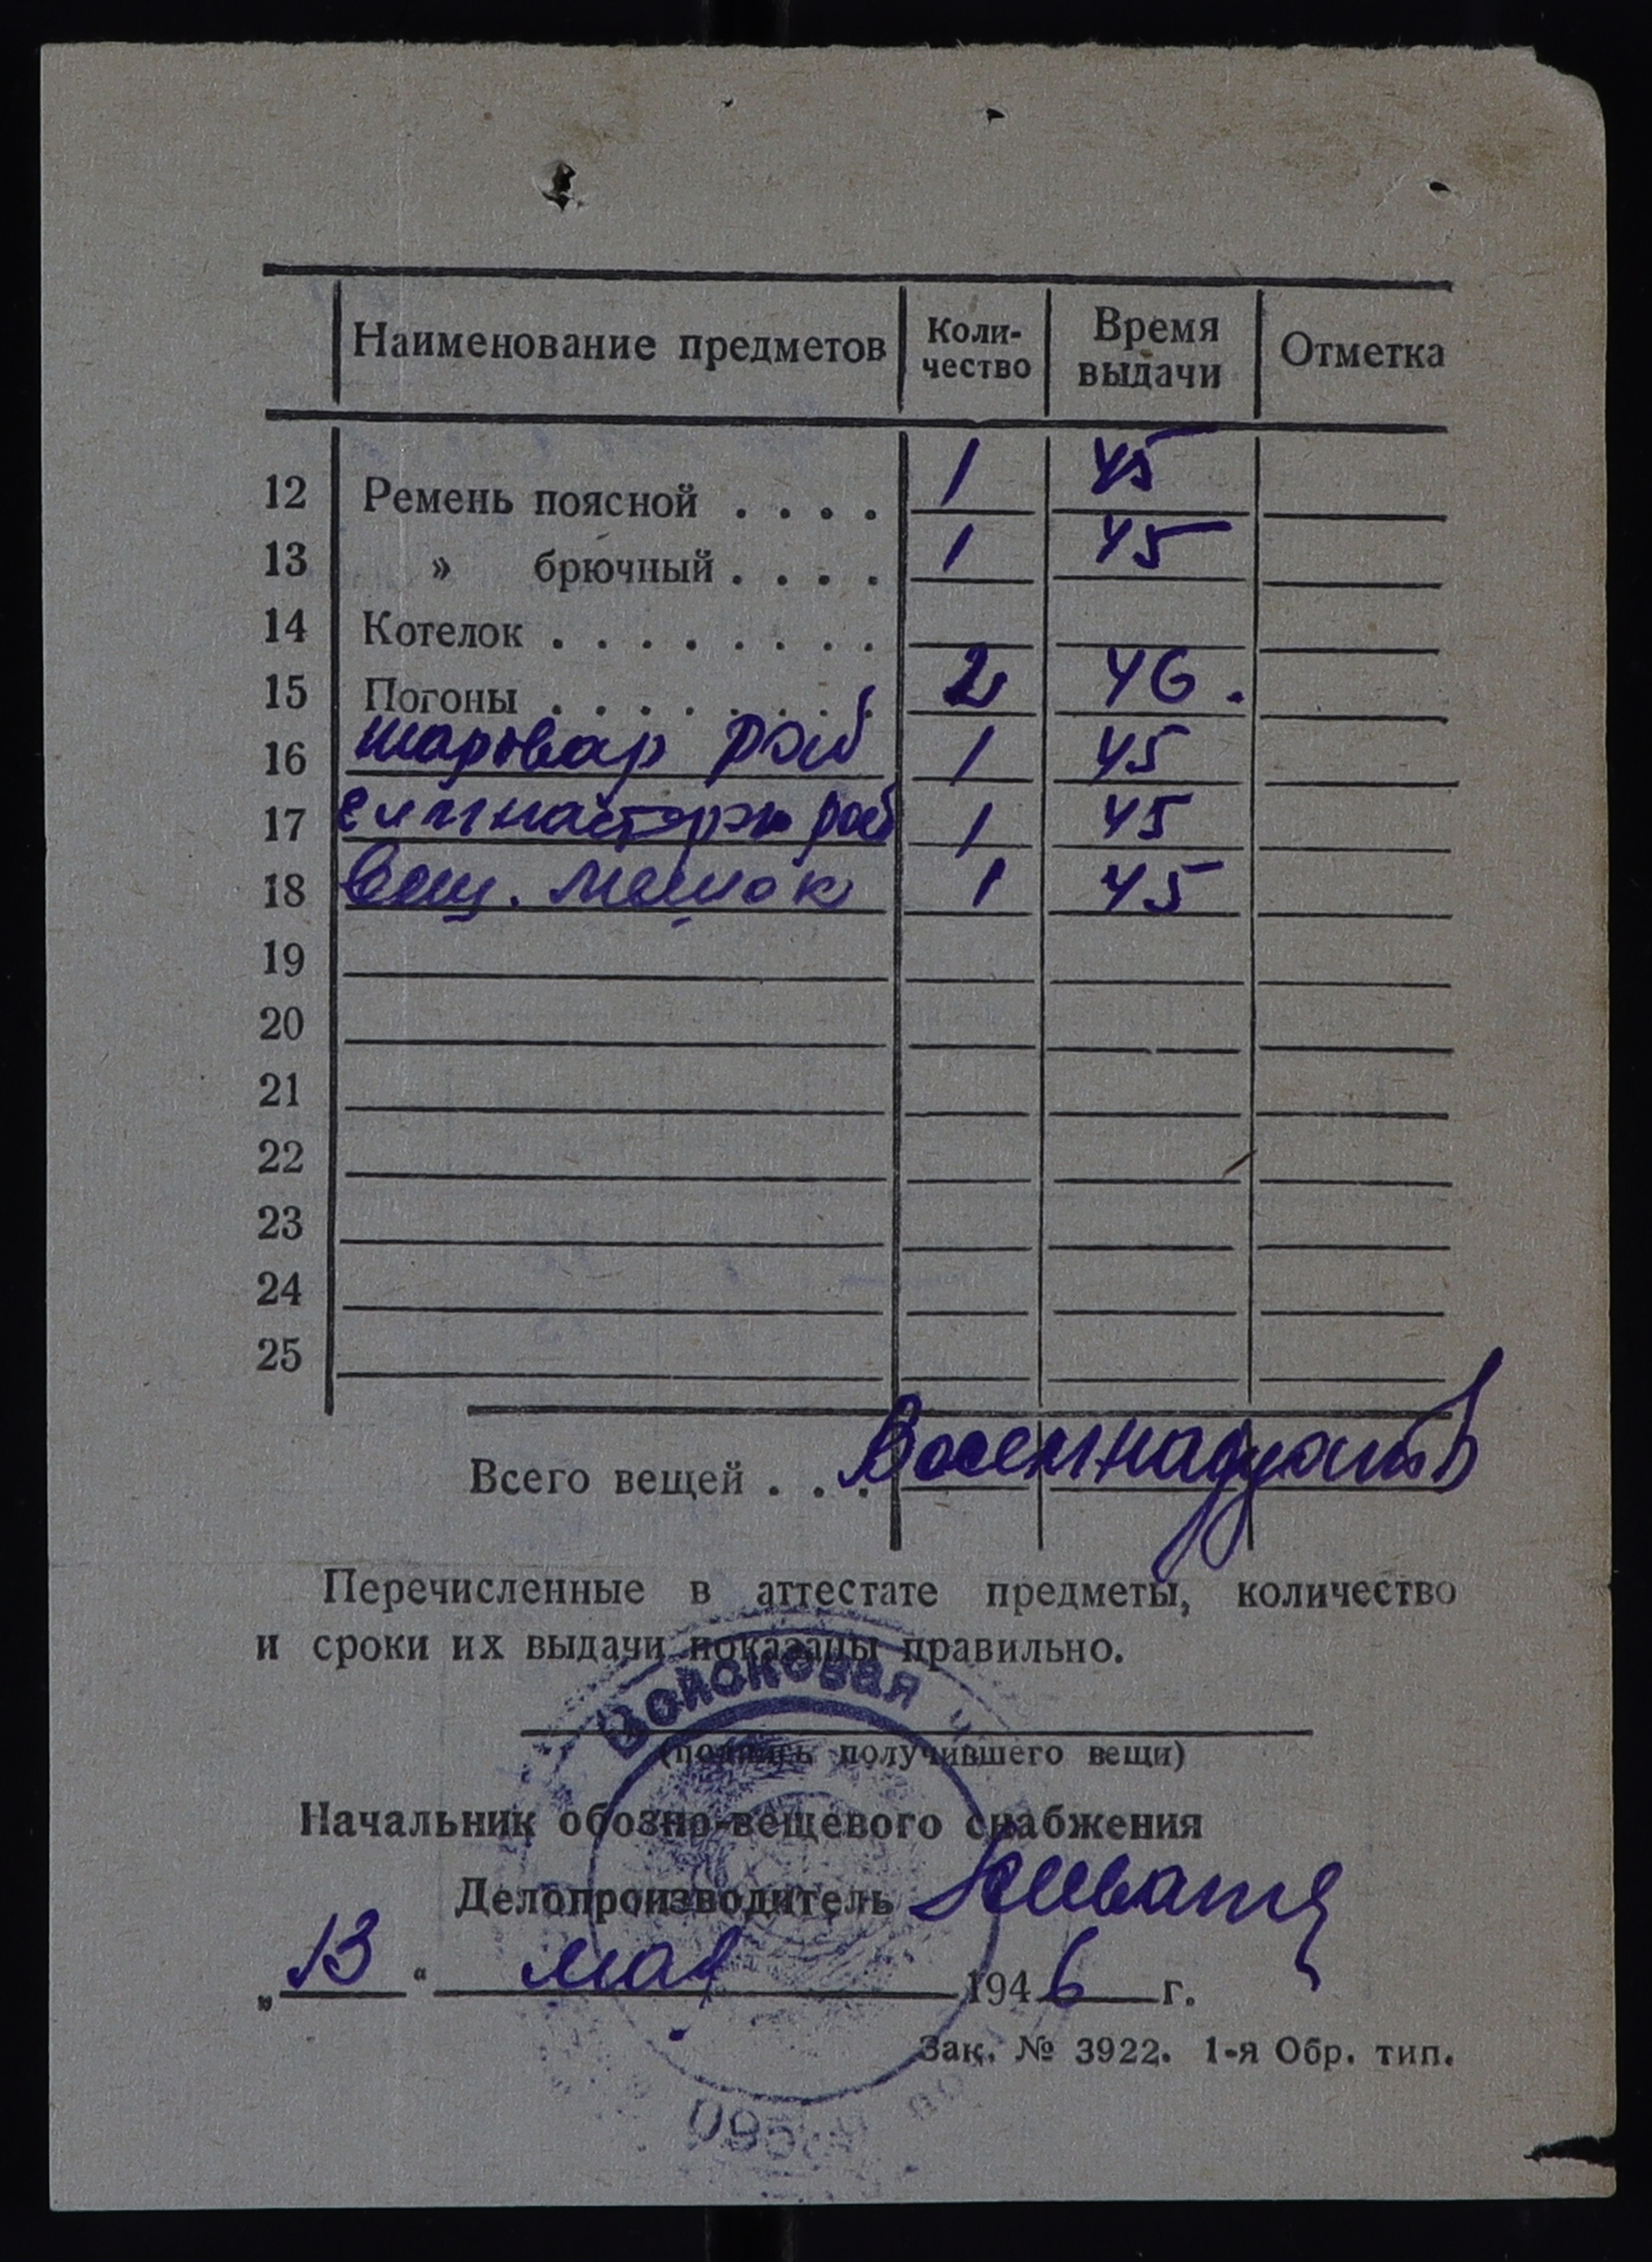 Наименование предметов Коли-чество Время выдачи Отметка
12 Ремень поясной . . . . 1 45
13 » брючный . . . . 1 45
14 Котелок . . . . . . . .
15 Погоны . . . . . . . . 2 46.
16 шаровар раб 1 45
17 гимнастерк раб 1 45
18 Вещ. мешок 1 45
19
20
21
22
23
24
25
Всего вещей . . . Восемнадцать
Перечисленные в аттестате предметы, количество
и сроки их выдачи показаны правильно.
Войсковая
(подпись получившего вещи)
Начальник обозно-вещевого снабжения
Делопроизводитель
„13“ мая 1946 г.
Зак. № 3922. 1-я Обр. тип.